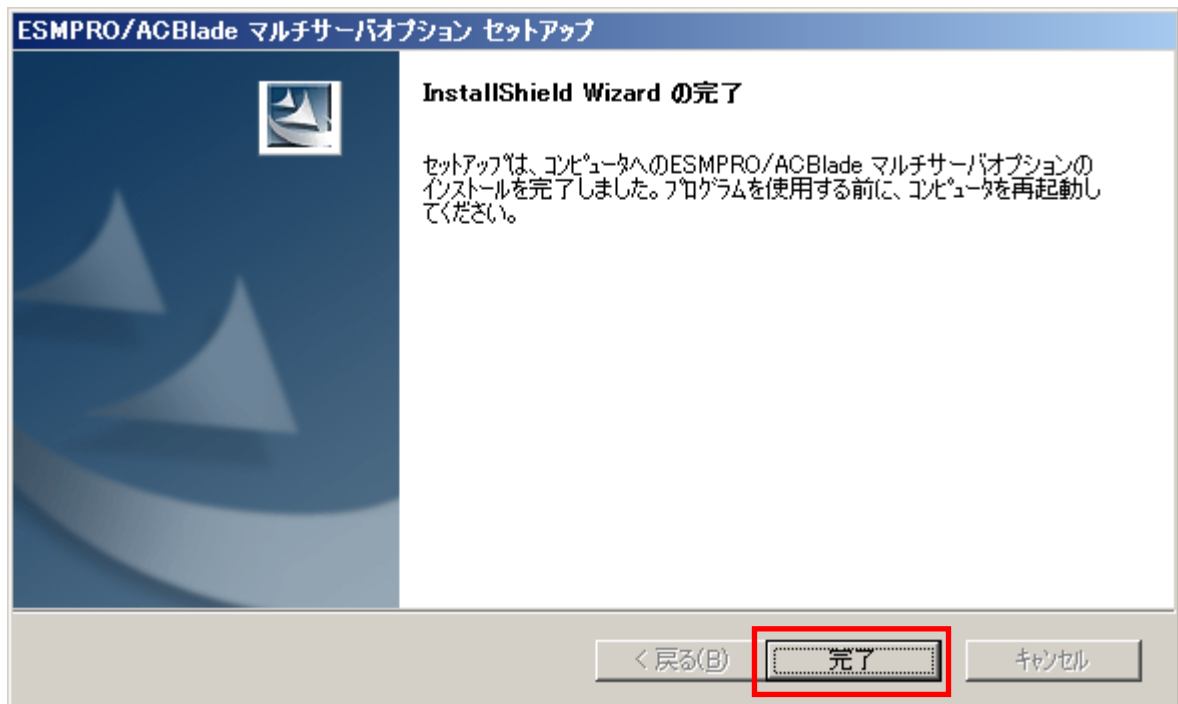 ESMPRO/ACBlade マルチサーバオプション セットアップ
InstallShield Wizard の完了
セットアップは、コンピュータへのESMPRO/ACBlade マルチサーバオプションの
インストールを完了しました。プログラムを使用する前に、コンピュータを再起動し
てください。
< 戻る(B)
完了
キャンセル